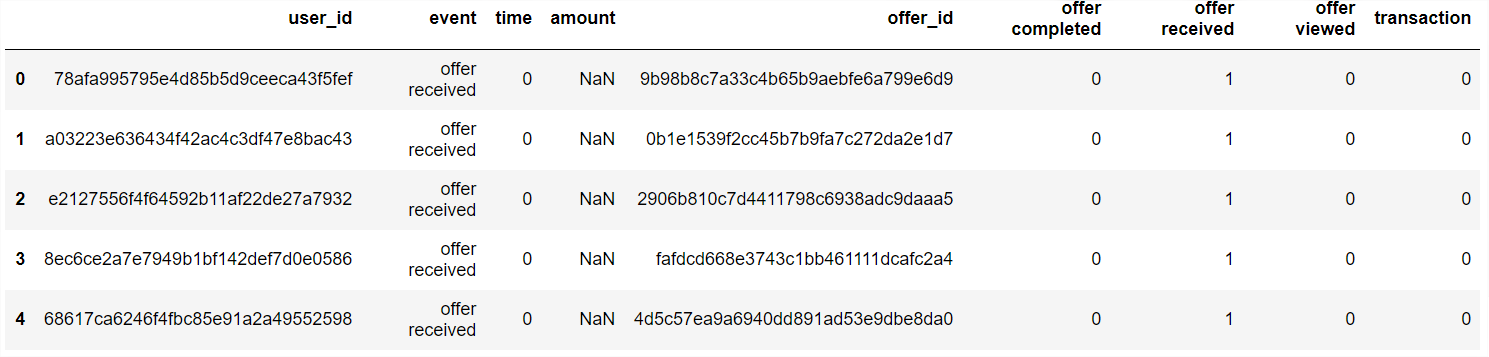 user_id event time amount offer_id offer completed offer received offer viewed transaction
0 78afa995795e4d85b5d9ceeca43f5fef offer received 0 NaN 9b98b8c7a33c4b65b9aebfe6a799e6d9 0 1 0 0
1 a03223e636434f42ac4c3df47e8bac43 offer received 0 NaN 0b1e1539f2cc45b7b9fa7c272da2e1d7 0 1 0 0
2 e2127556f4f64592b11af22de27a7932 offer received 0 NaN 2906b810c7d4411798c6938adc9daaa5 0 1 0 0
3 8ec6ce2a7e7949b1bf142def7d0e0586 offer received 0 NaN fafdcd668e3743c1bb461111dcafc2a4 0 1 0 0
4 68617ca6246f4fbc85e91a2a49552598 offer received 0 NaN 4d5c57ea9a6940dd891ad53e9dbe8da0 0 1 0 0